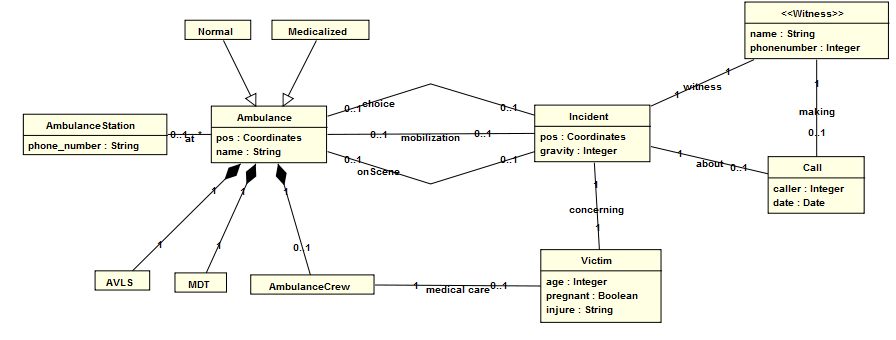 <<Witness>>
name : String
phonenumber : Integer
Normal
Medicalized
witness
1
1
1
making
0..1
choice
0..1
0..1
Ambulance
pos : Coordinates
name : String
Incident
pos : Coordinates
gravity : Integer
AmbulanceStation
phone_number : String
0..1
at
*
0..1
mobilization
0..1
0..1
onScene
0..1
1
about
0..1
Call
caller : Integer
date : Date
1
1
1
1
concerning
1
1
1
0..1
Victim
age : Integer
pregnant : Boolean
injure : String
AVLS
MDT
AmbulanceCrew
1
medical care
0..1